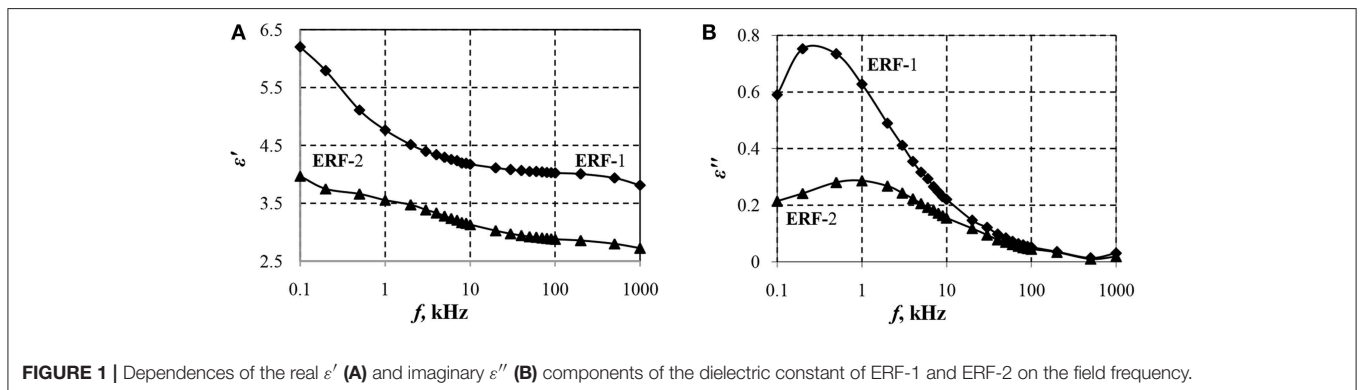 A
6.5
5.5
4.5
3.5
2.5
ε′
ERF-2
ERF-1
0.1 1 10 100 1000
f, kHz
B
0.8
0.6
0.4
0.2
0
ε″
ERF-1
ERF-2
0.1 1 10 100 1000
f, kHz
FIGURE 1 | Dependences of the real ε′ (A) and imaginary ε″ (B) components of the dielectric constant of ERF-1 and ERF-2 on the field frequency.